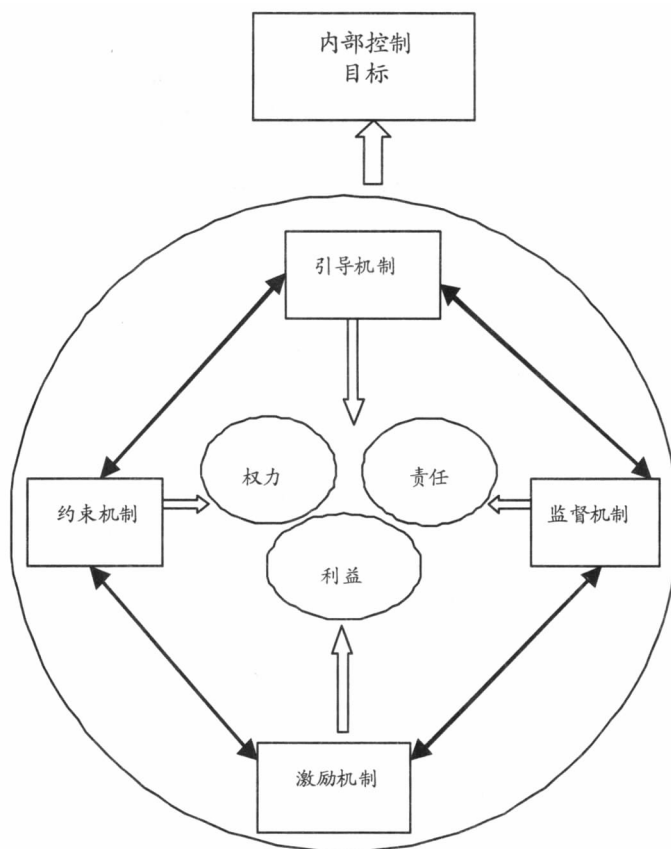 内部控制
目标
引导机制
权力
责任
约束机制
监督机制
利益
激励机制